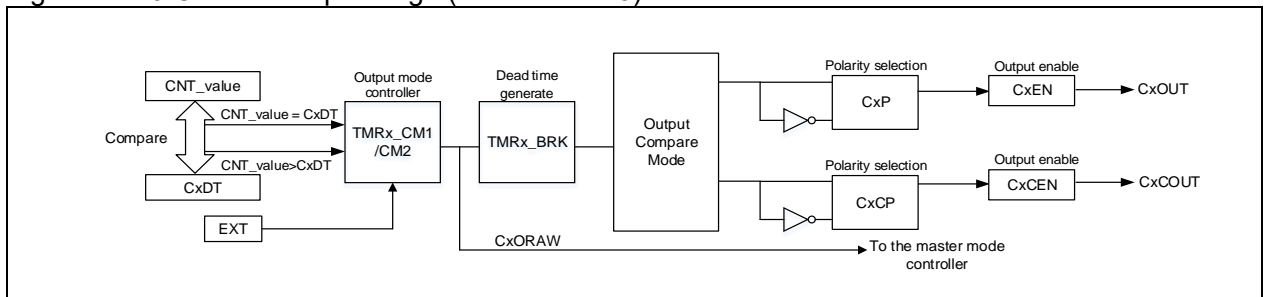 Output mode
controller
Dead time
generate
Polarity selection
Output enable
CNT_value
CNT_value = CxDT
Compare
CNT_value>CxDT
CxDT
EXT
TMRx_CM1
/CM2
TMRx_BRK
Output
Compare
Mode
CxP
CxEN
CxOUT
Polarity selection
Output enable
CxCP
CxCEN
CxCOUT
CxORAW
To the master mode
controller